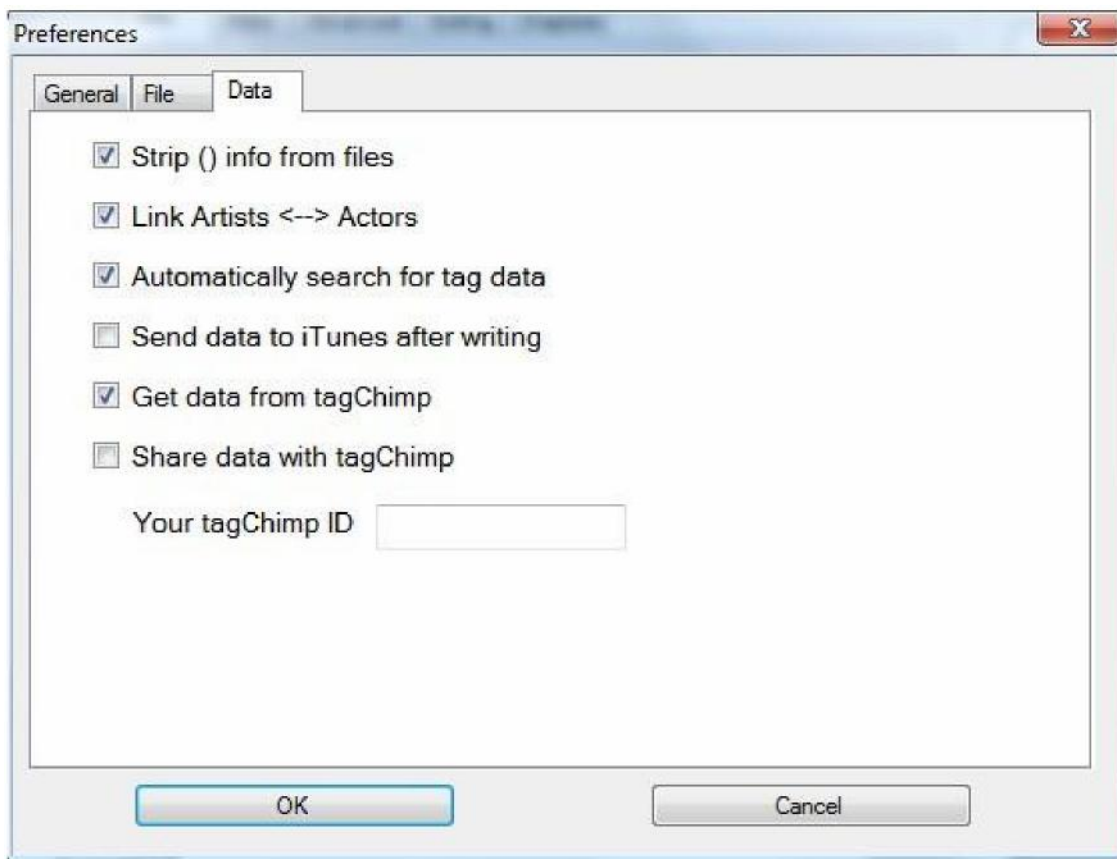 Preferences
General File Data
Strip () info from files
Link Artists <--> Actors
Automatically search for tag data
Send data to iTunes after writing
Get data from tagChimp
Share data with tagChimp
Your tagChimp ID
OK Cancel